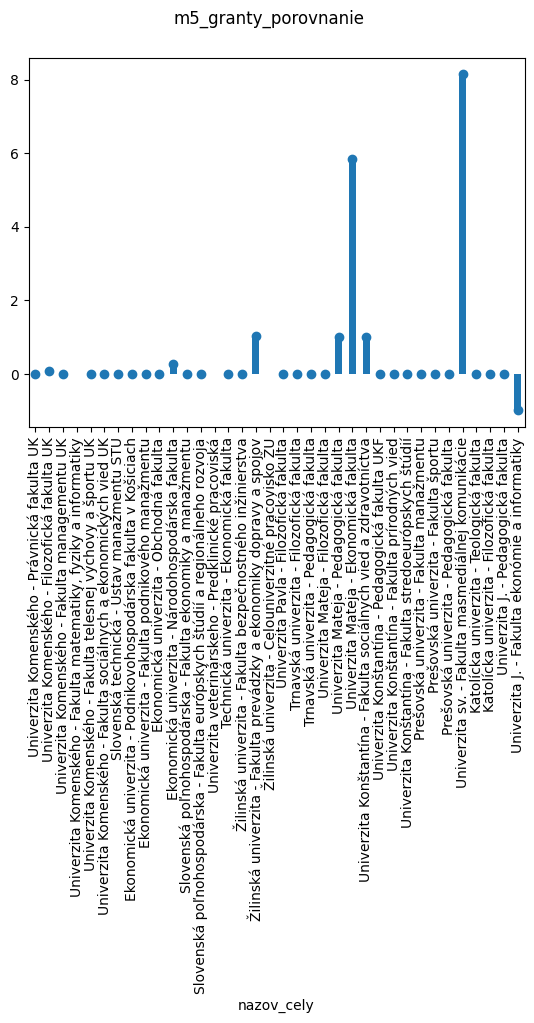 m5_granty_porovnanie
8
6
4
2
0
Univerzita Komenského - Právnická fakulta UK
Univerzita Komenského - Filozofická fakulta UK
Univerzita Komenského - Fakulta managementu UK
Univerzita Komenského - Fakulta matematiky, fyziky a informatiky
Univerzita Komenského - Fakulta telesnej výchovy a športu UK
Univerzita Komenského - Fakulta sociálnych a ekonomických vied UK
Slovenská technická - Ústav manažmentu STU
Ekonomická univerzita - Podnikovohospodárska fakulta v Košiciach
Ekonomická univerzita - Fakulta podnikového manažmentu
Ekonomická univerzita - Obchodná fakulta
Ekonomická univerzita - Národohospodárska fakulta
Slovenská poľnohospodárska - Fakulta ekonomiky a manažmentu
Slovenská poľnohospodárska - Fakulta európskych štúdií a regionálneho rozvoja
Univerzita veterinárskeho - Predklinické pracoviská
Technická univerzita - Ekonomická fakulta
Žilinská univerzita - Fakulta bezpečnostného inžinierstva
Žilinská univerzita - Fakulta prevádzky a ekonomiky dopravy a spojov
Žilinská univerzita - Celouniverzitné pracovisko ŽU
Univerzita Pavla - Filozofická fakulta
Trnavská univerzita - Filozofická fakulta
Trnavská univerzita - Pedagogická fakulta
Univerzita Mateja - Filozofická fakulta
Univerzita Mateja - Pedagogická fakulta
Univerzita Mateja - Ekonomická fakulta
Univerzita Konštantína - Fakulta sociálnych vied a zdravotníctva
Univerzita Konštantína - Pedagogická fakulta UKF
Univerzita Konštantína - Fakulta prírodných vied
Univerzita Konštantíny - Fakulta stredoeurópskych štúdií
Prešovská univerzita - Fakulta manažmentu
Prešovská univerzita - Fakulta športu
Prešovská univerzita - Pedagogická fakulta
Univerzita sv. - Fakulta masmediálnej komunikácie
Katolícka univerzita - Teologická fakulta
Katolícka univerzita - Filozofická fakulta
Univerzita J. - Pedagogická fakulta
Univerzita J. - Fakulta ekonómie a informatiky
nazov_cely